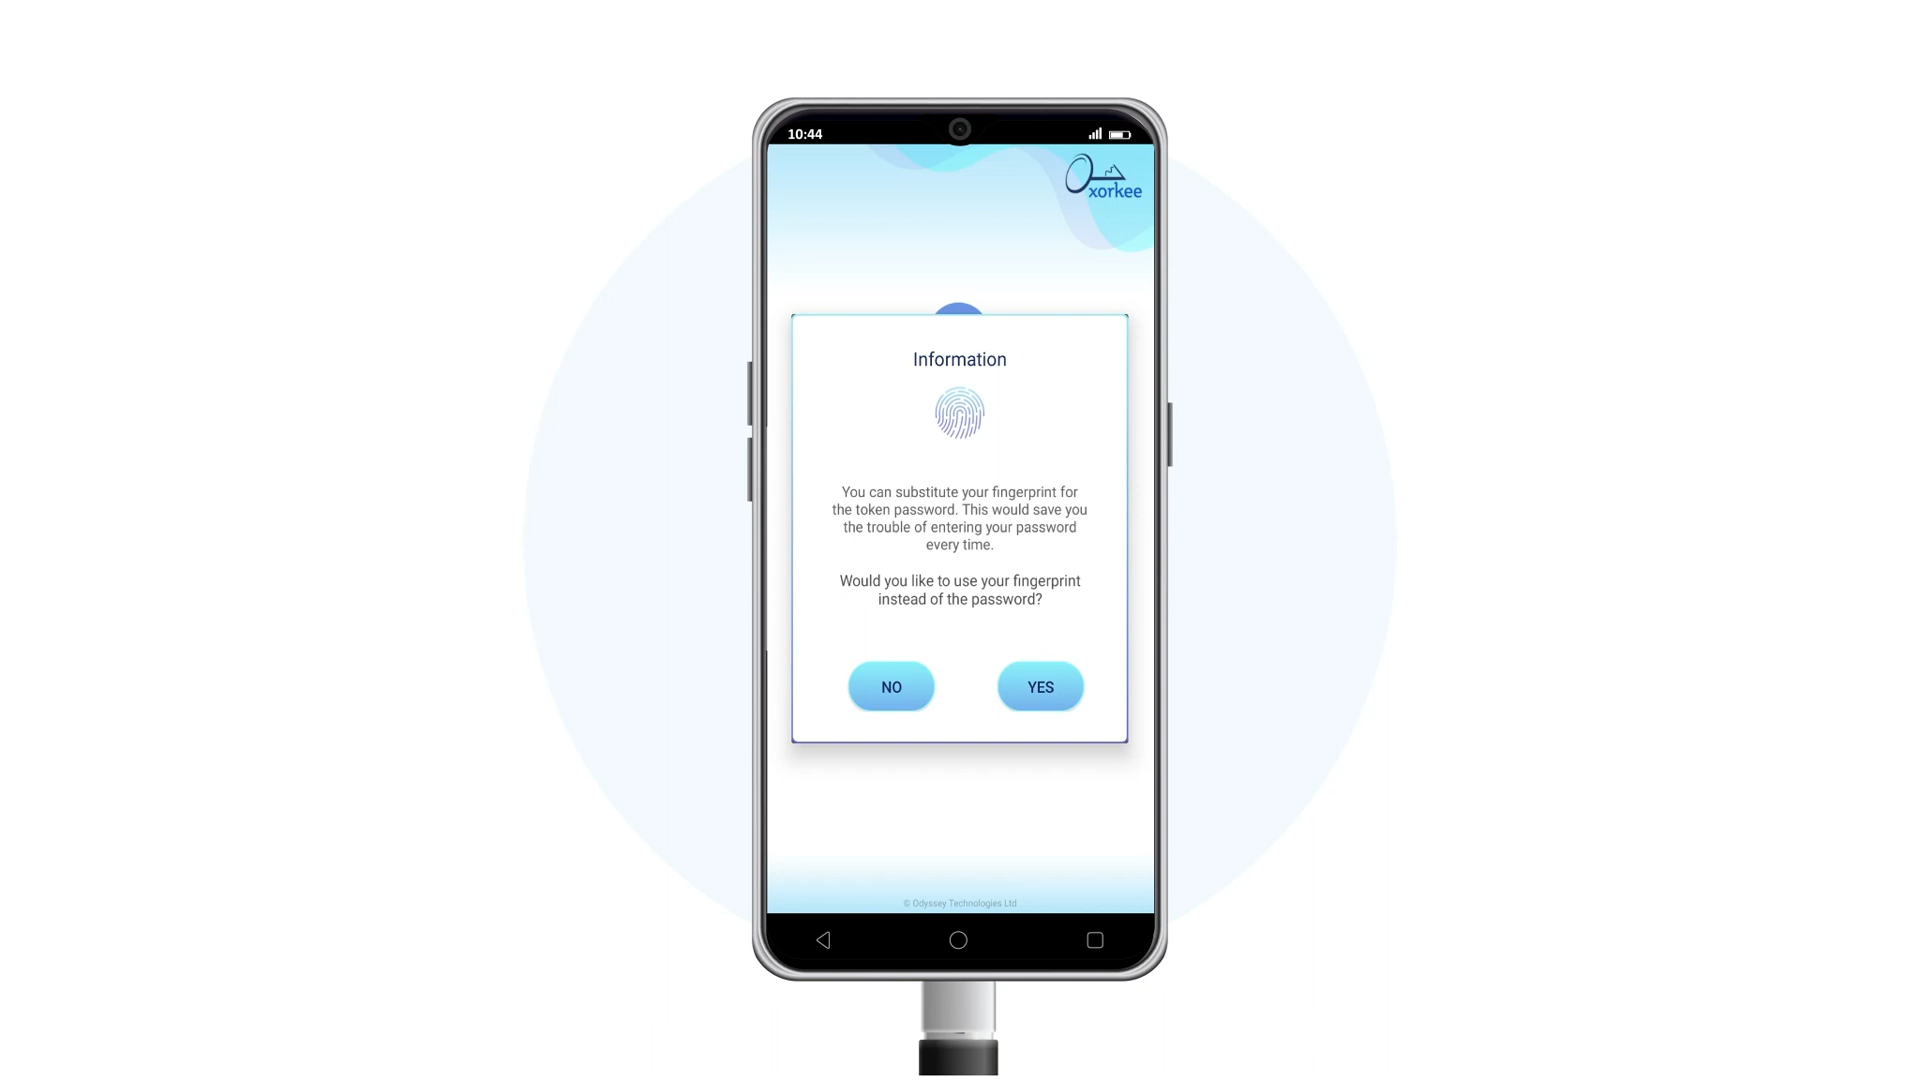 10:44
xorkee
Information
You can substitute your fingerprint for
the token password. This would save you
the trouble of entering your password
every time.
Would you like to use your fingerprint
instead of the password?
NO
YES
© Odyssey Technologies Ltd